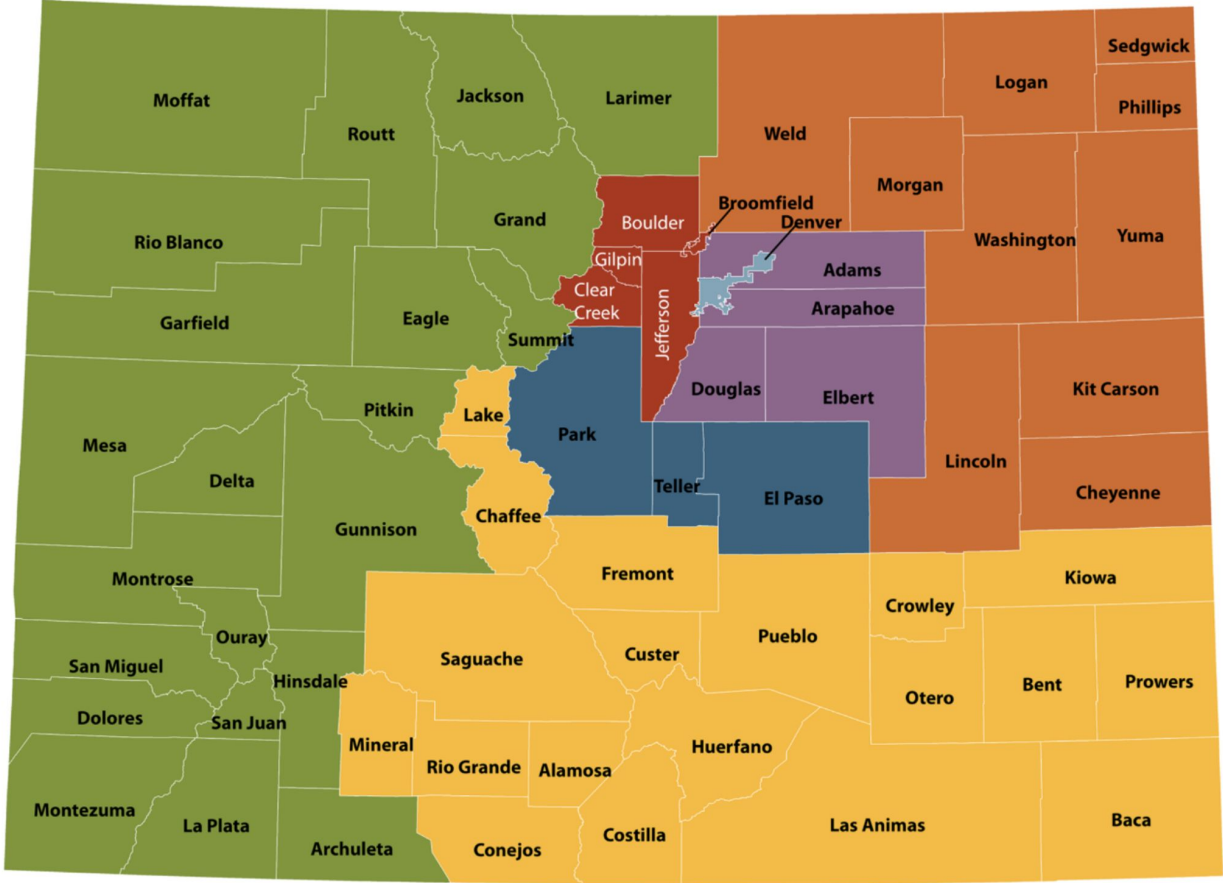 Sedgwick
Logan
Jackson
Larimer
Moffat
Phillips
Routt
Weld
Morgan
Broomfield
Grand
Boulder
Denver
Rio Blanco
Washington
Yuma
Gilpin
Adams
Clear
Creek
Arapahoe
Garfield
Eagle
Summit
Jefferson
Douglas
Elbert
Kit Carson
Pitkin
Lake
Park
Mesa
Lincoln
Delta
Teller
El Paso
Cheyenne
Chaffee
Gunnison
Fremont
Kiowa
Montrose
Crowley
Ouray
Pueblo
Saguache
Custer
San Miguel
Hinsdale
Otero
Bent
Prowers
Dolores
San Juan
Mineral
Huerfano
Rio Grande
Alamosa
Montezuma
La Plata
Las Animas
Baca
Costilla
Archuleta
Conejos